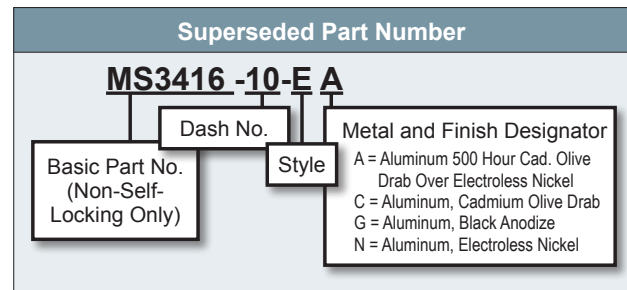 Superseded Part Number
MS3416 -10-E A
Dash No.
Basic Part No.
(Non-Self-
Locking Only)
Style
Metal and Finish Designator
A = Aluminum 500 Hour Cad. Olive
Drab Over Electroless Nickel
C = Aluminum, Cadmium Olive Drab
G = Aluminum, Black Anodize
N = Aluminum, Electroless Nickel